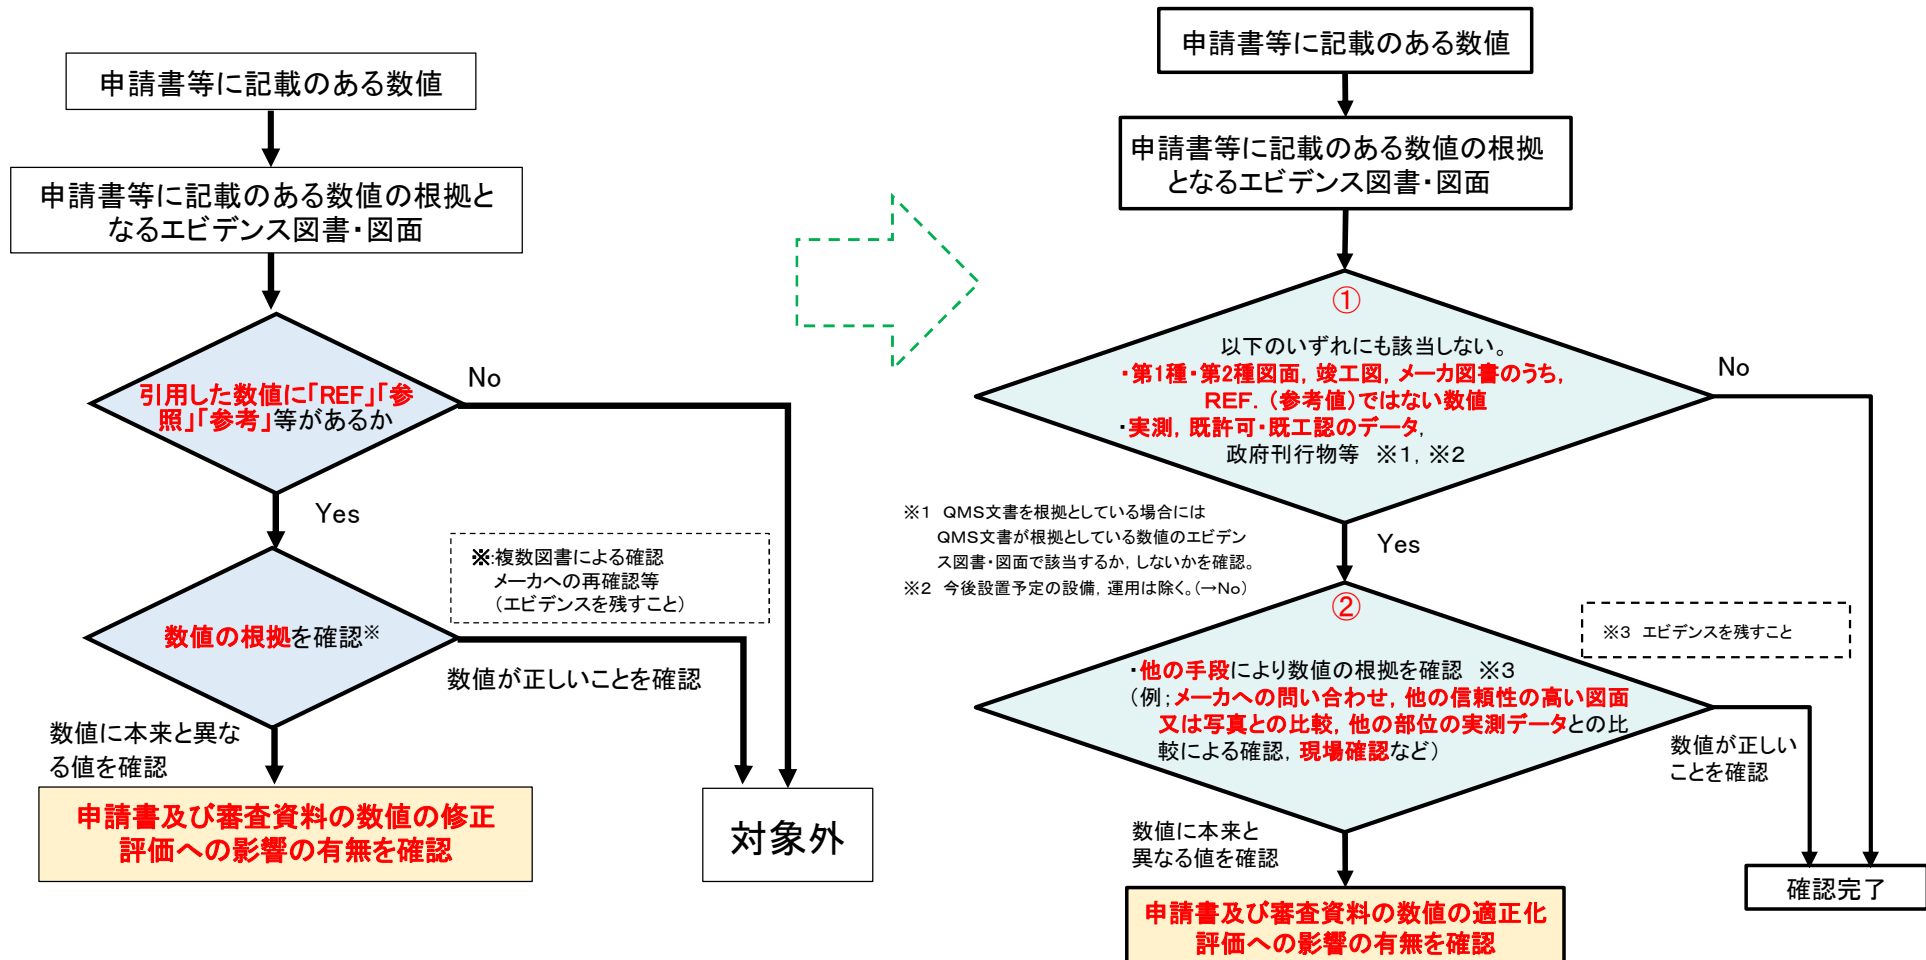 申請書等に記載のある数値
申請書等に記載のある数値の根拠と
なるエビデンス図書・図面
引用した数値に「REF」「参
照」「参考」等があるか
No
Yes
※:複数図書による確認
メーカへの再確認等
(エビデンスを残すこと)
数値の根拠を確認※
数値が正しいことを確認
数値に本来と異な
る値を確認
申請書及び審査資料の数値の修正
評価への影響の有無を確認
対象外
申請書等に記載のある数値
申請書等に記載のある数値の根拠
となるエビデンス図書・図面
①
以下のいずれにも該当しない。
・第1種・第2種図面, 竣工図, メーカ図書のうち,
REF. (参考値)ではない数値
・実測, 既許可・既工認のデータ,
政府刊行物等 ※1, ※2
No
※1 QMS文書を根拠としている場合には
QMS文書が根拠としている数値のエビデン
ス図書・図面で該当するか, しないかを確認。
※2 今後設置予定の設備, 運用は除く。(→No)
Yes
②
・他の手段により数値の根拠を確認 ※3
(例;メーカへの問い合わせ, 他の信頼性の高い図面
又は写真との比較, 他の部位の実測データとの比
較による確認, 現場確認など)
※3 エビデンスを残すこと
数値が正しい
ことを確認
数値に本来と
異なる値を確認
確認完了
申請書及び審査資料の数値の適正化
評価への影響の有無を確認